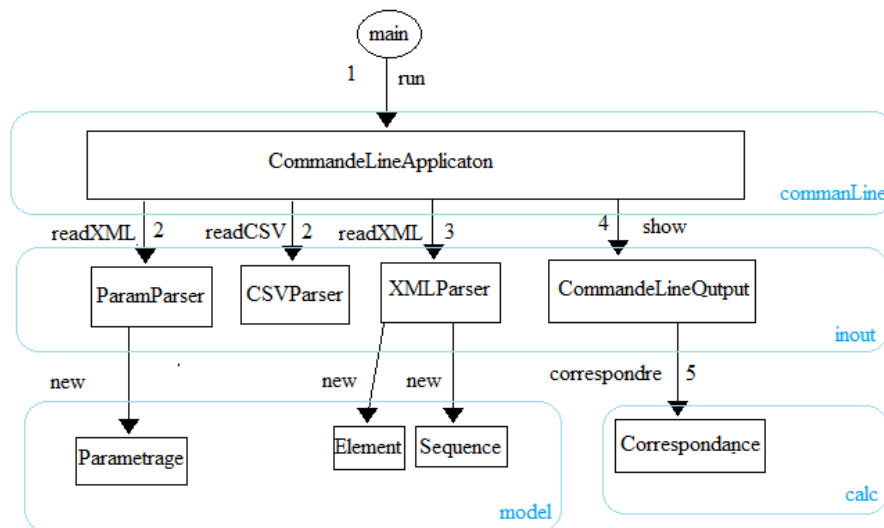 main
1 run
CommandeLineApplicaton
commanLine
readXML 2 readCSV 2 readXML 3 4 show
ParamParser CSVParser XMLParser CommandeLineQutput
inout
new new new correspondre 5
Parametrage Element Sequence Correspondance
model calc